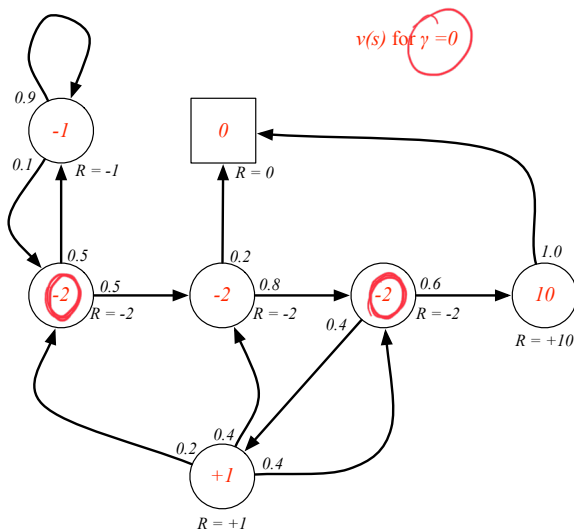 v(s) for γ =0
0.9
-1
0
0.1
R = -1
R = 0
0.5
0.2
1.0
-2
0.5
-2
0.8
-2
0.6
10
R = -2
R = -2
0.4
R = -2
R = +10
0.2
0.4
0.4
+1
R = +1